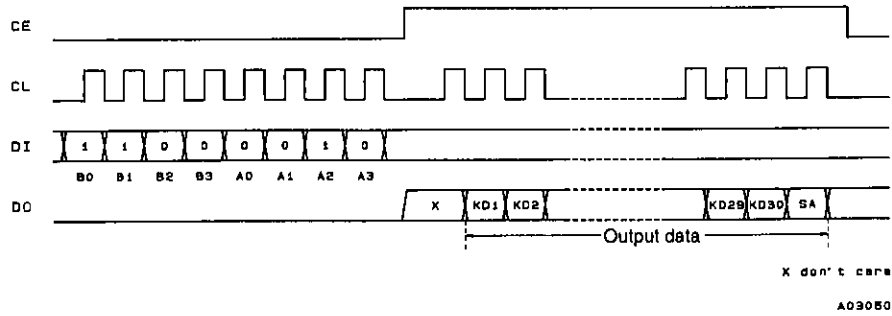 CE
CL
DI 1 1 0 0 0 0 1 0
B0 B1 B2 B3 A0 A1 A2 A3
DO X KD1 KD2 KD29 KD30 SA
Output data
X don't care
A03060